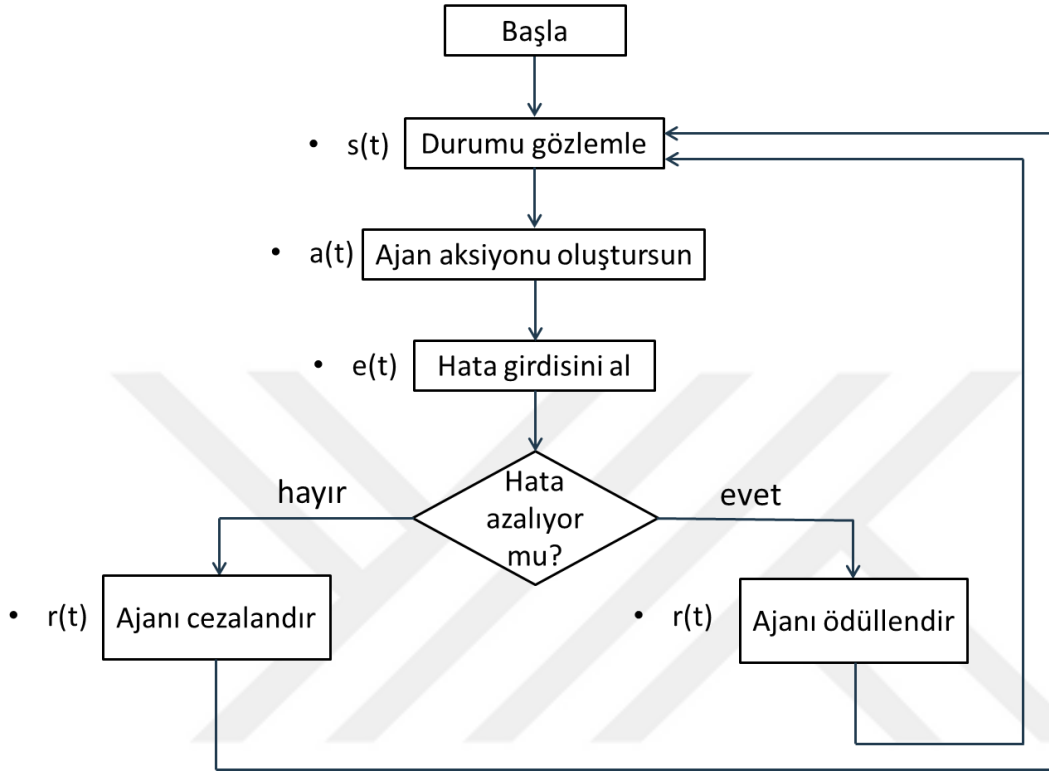 Başla
• s(t) Durumu gözlemle
• a(t) Ajan aksiyonu oluştursun
• e(t) Hata girdisini al
Hata
azalıyor
mu?
hayır
evet
• r(t) Ajanı cezalandır
• r(t) Ajanı ödüllendir